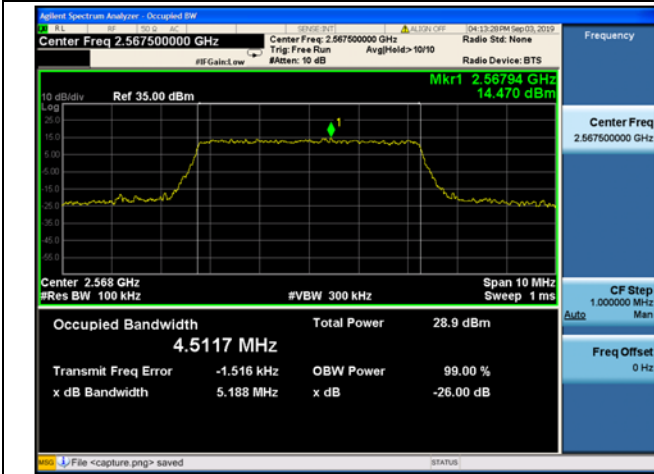 Agilent Spectrum Analyzer - Occupied BW
RL RF 50 Ω AC SENSE:INT ALIGN OFF 04:13:28 PM Sep 03, 2019
Center Freq 2.567500000 GHz Center Freq: 2.567500000 GHz Radio Std: None Frequency
Trig: Free Run Avg|Hold:> 10/10
#IFGain:Low #Atten: 10 dB Radio Device: BTS
Mkr1 2.56794 GHz
10 dB/div Ref 35.00 dBm 14.470 dBm
Log
25.0
1
15.0
5.00
-5.00
-15.0
-25.0
-35.0
-45.0
-55.0
Center Freq
2.567500000 GHz
Center 2.568 GHz Span 10 MHz
#Res BW 100 kHz #VBW 300 kHz Sweep 1 ms
CF Step
1.000000 MHz
Auto Man
Occupied Bandwidth Total Power 28.9 dBm
4.5117 MHz
Freq Offset
0 Hz
Transmit Freq Error -1.516 kHz OBW Power 99.00 %
x dB Bandwidth 5.188 MHz x dB -26.00 dB
MSG File <capture.png> saved STATUS